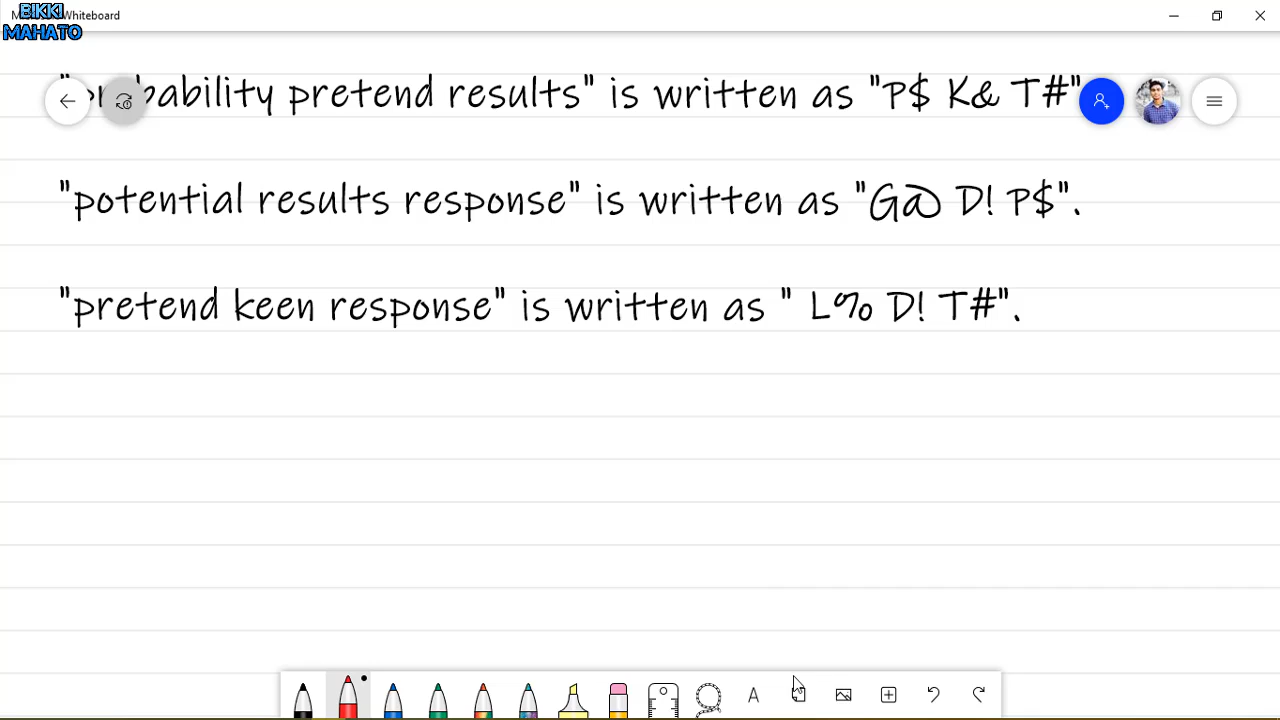 BIKKI Whiteboard
MAHATO
"probability pretend results" is written as "P$ K& T#"
"potential results response" is written as "G@ D! P$".
"pretend keen response" is written as " L% D! T#".
A